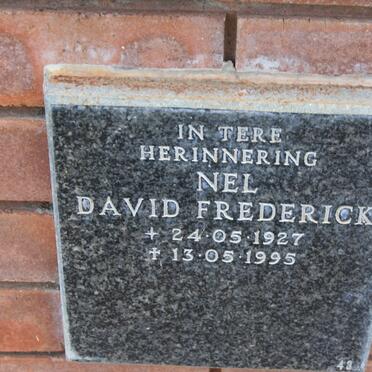 IN TERE
HERINNERING
NEL
DAVID FREDERICK
+ 24·05·1927
† 13·05·1995